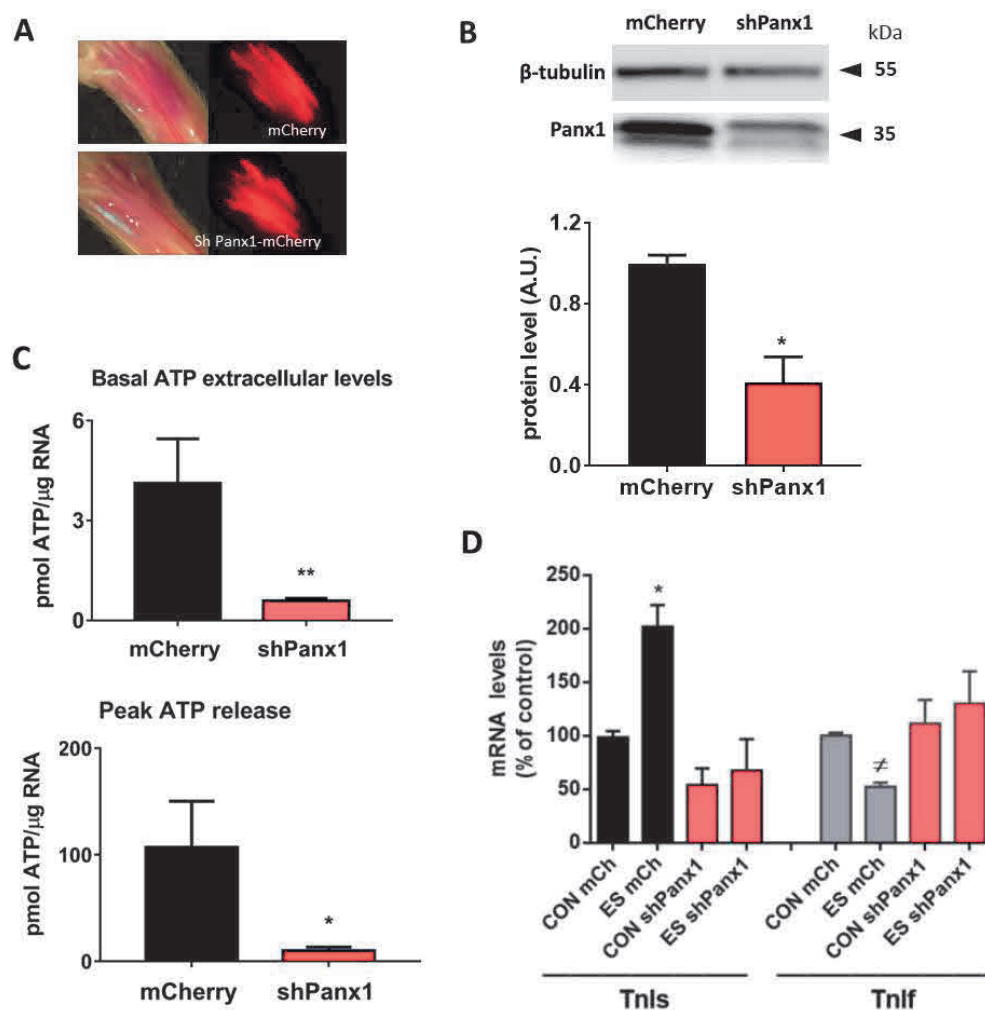 A
mCherry
Sh Panx1-mCherry
B
mCherry shPanx1 kDa
β-tubulin 55
Panx1 35
1.2
0.8
0.4
0.0
protein level (A.U.)
*
mCherry shPanx1
C
Basal ATP extracellular levels
6
3
0
pmol ATP/µg RNA
**
mCherry shPanx1
Peak ATP release
200
100
0
pmol ATP/µg RNA
*
mCherry shPanx1
D
250
200
150
100
50
0
mRNA levels
(% of control)
*
≠
CON mCh
ES mCh
CON shPanx1
ES shPanx1
CON mCh
ES mCh
CON shPanx1
ES shPanx1
TnIs TnIf